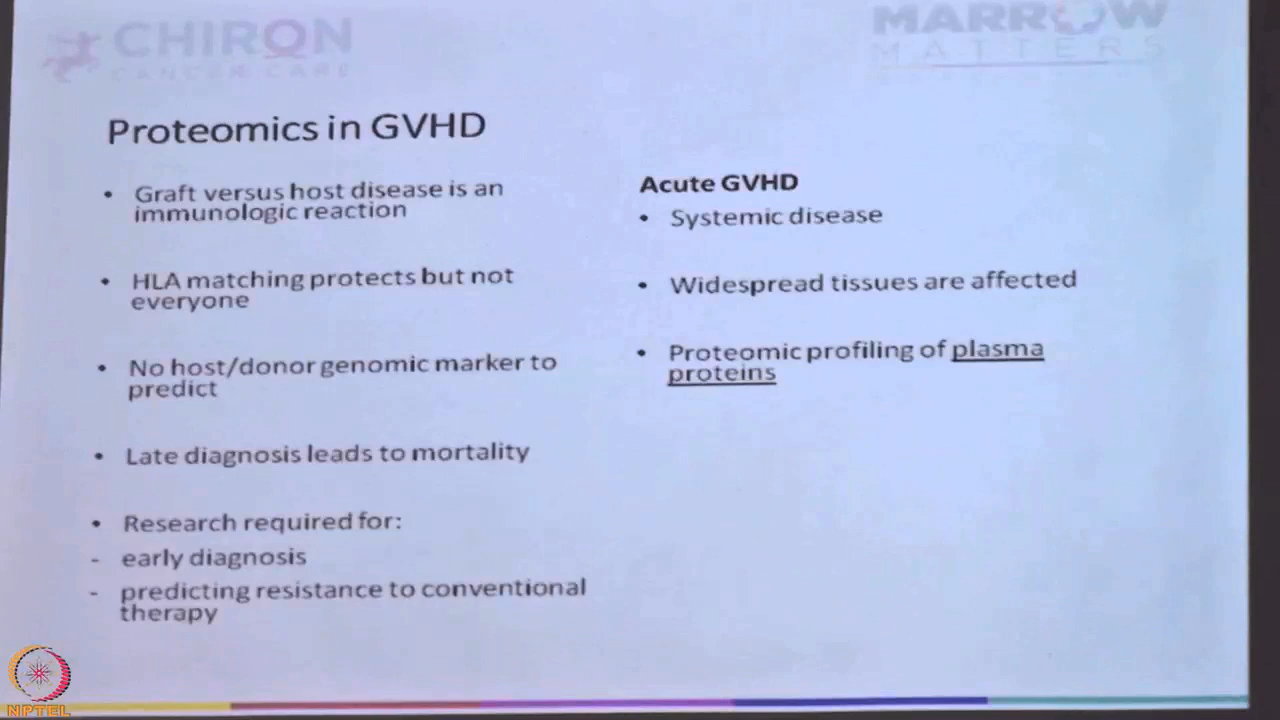 CHIRON
CANCER CARE
MARROW
MATTERS
Proteomics in GVHD
• Graft versus host disease is an
immunologic reaction
• HLA matching protects but not
everyone
• No host/donor genomic marker to
predict
• Late diagnosis leads to mortality
• Research required for:
- early diagnosis
- predicting resistance to conventional
therapy
Acute GVHD
• Systemic disease
• Widespread tissues are affected
• Proteomic profiling of plasma
proteins
NPTEL